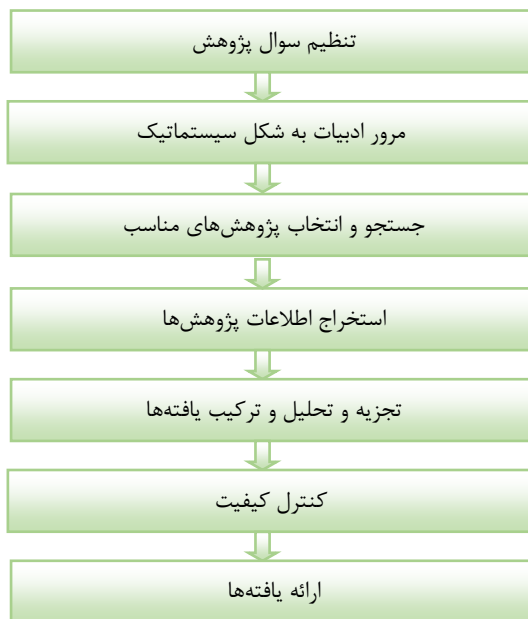 تنظیم سوال پژوهش
مرور ادبیات به شکل سیستماتیک
جستجو و انتخاب پژوهش‌های مناسب
استخراج اطلاعات پژوهش‌ها
تجزیه و تحلیل و ترکیب یافته‌ها
کنترل کیفیت
ارائه یافته‌ها